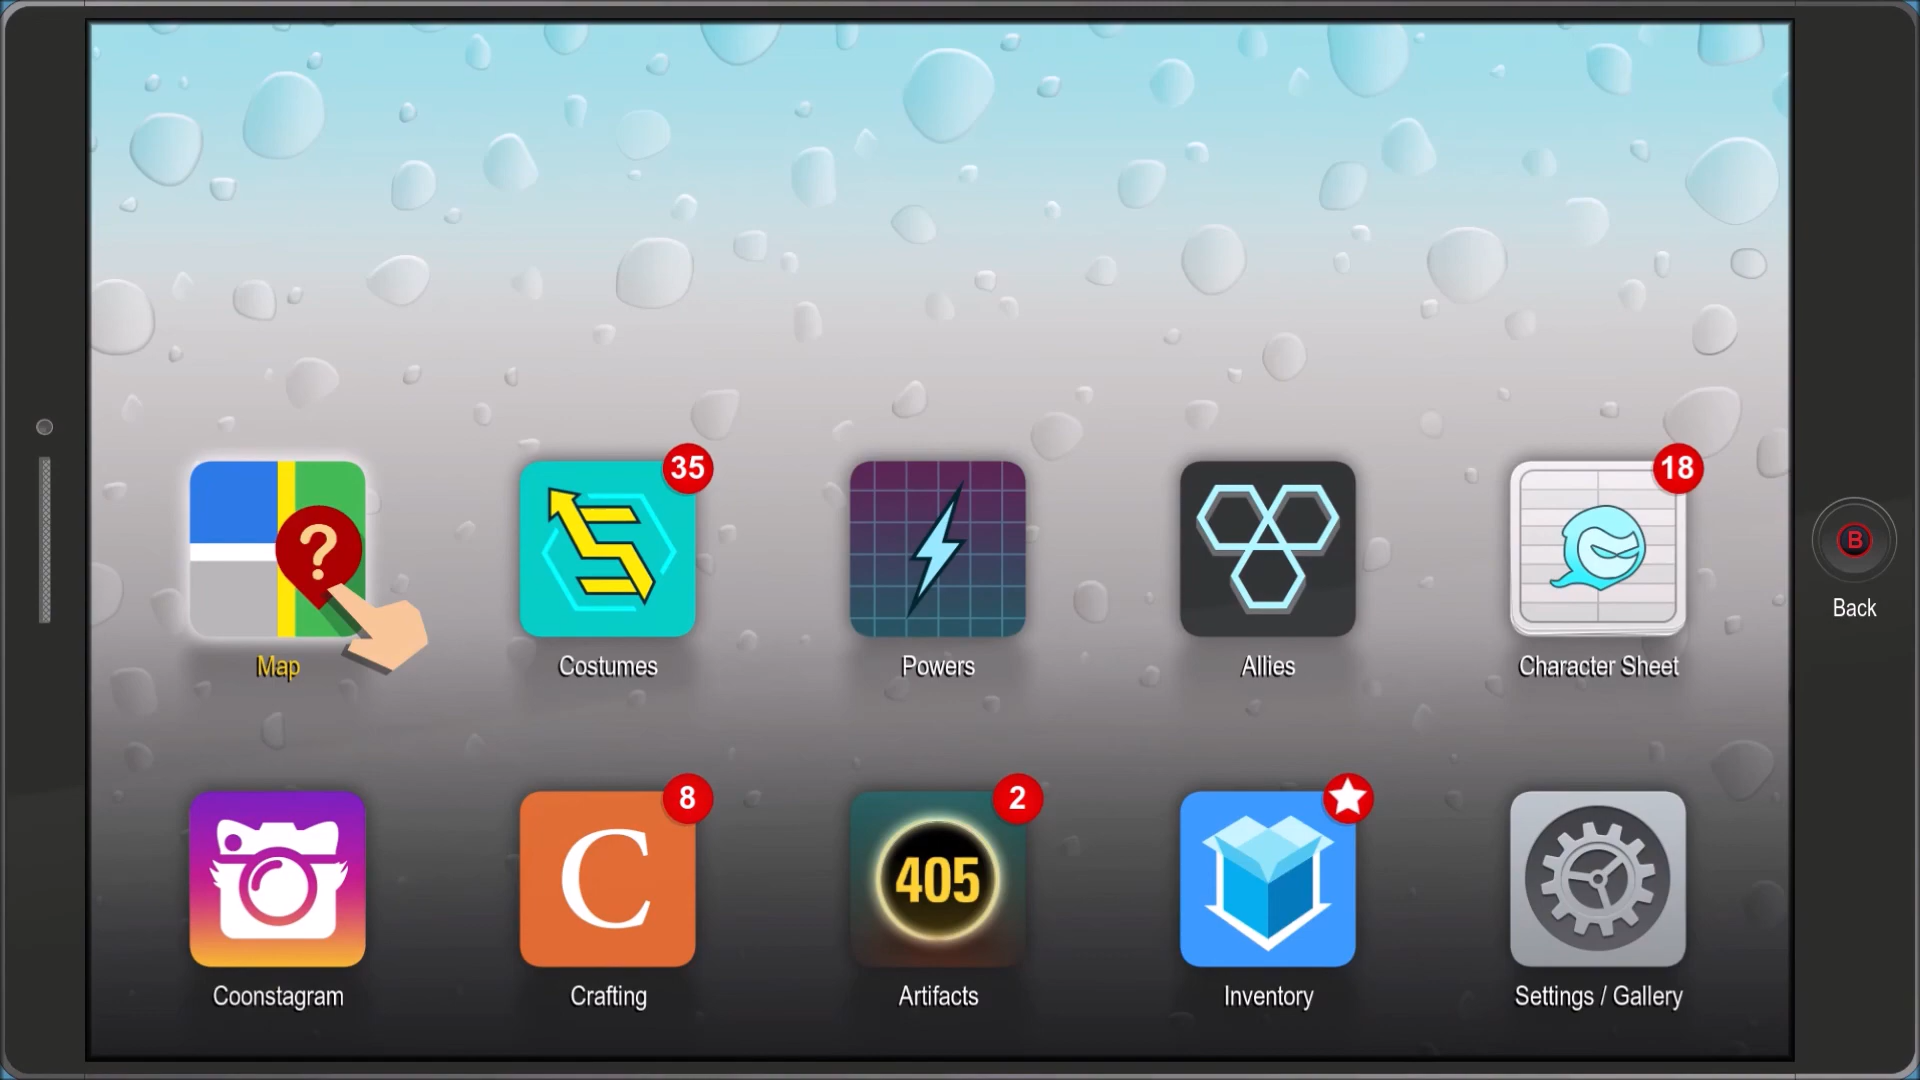 35
18
?
Map
Costumes
Powers
Allies
Character Sheet
B
Back
8
2
C
405
Coonstagram
Crafting
Artifacts
Inventory
Settings / Gallery